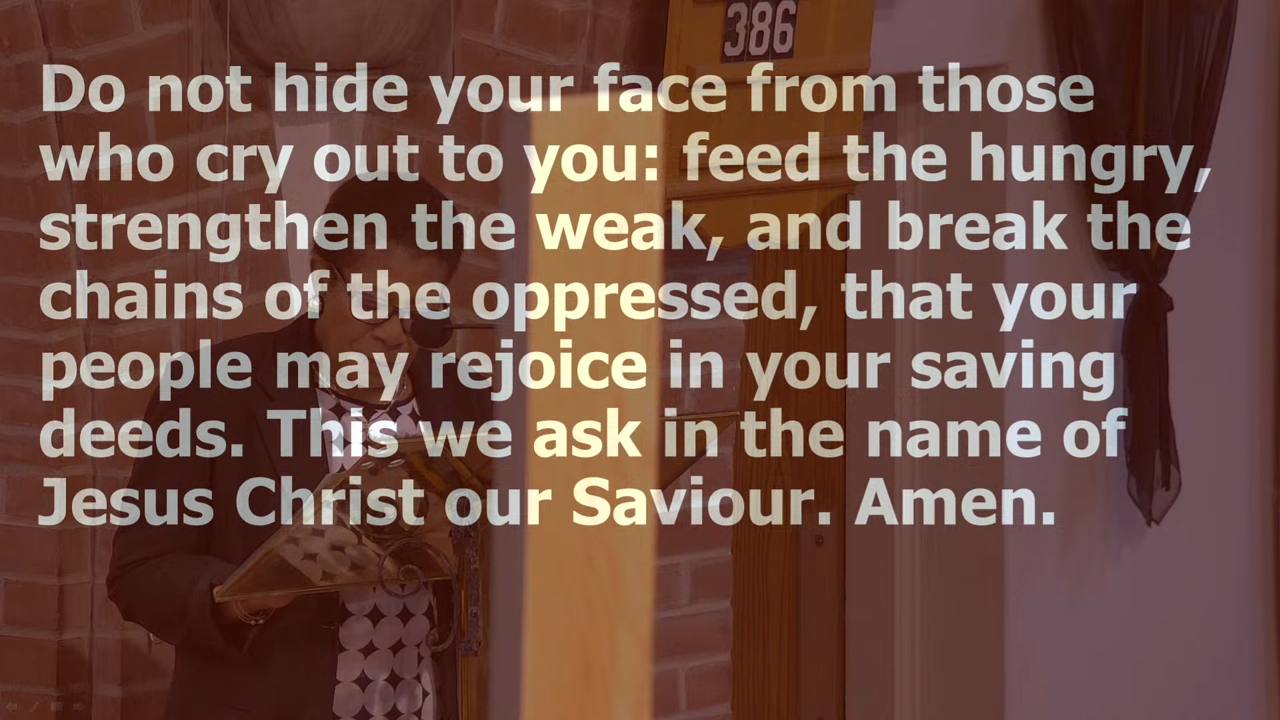 386
Do not hide your face from those
who cry out to you: feed the hungry,
strengthen the weak, and break the
chains of the oppressed, that your
people may rejoice in your saving
deeds. This we ask in the name of
Jesus Christ our Saviour. Amen.